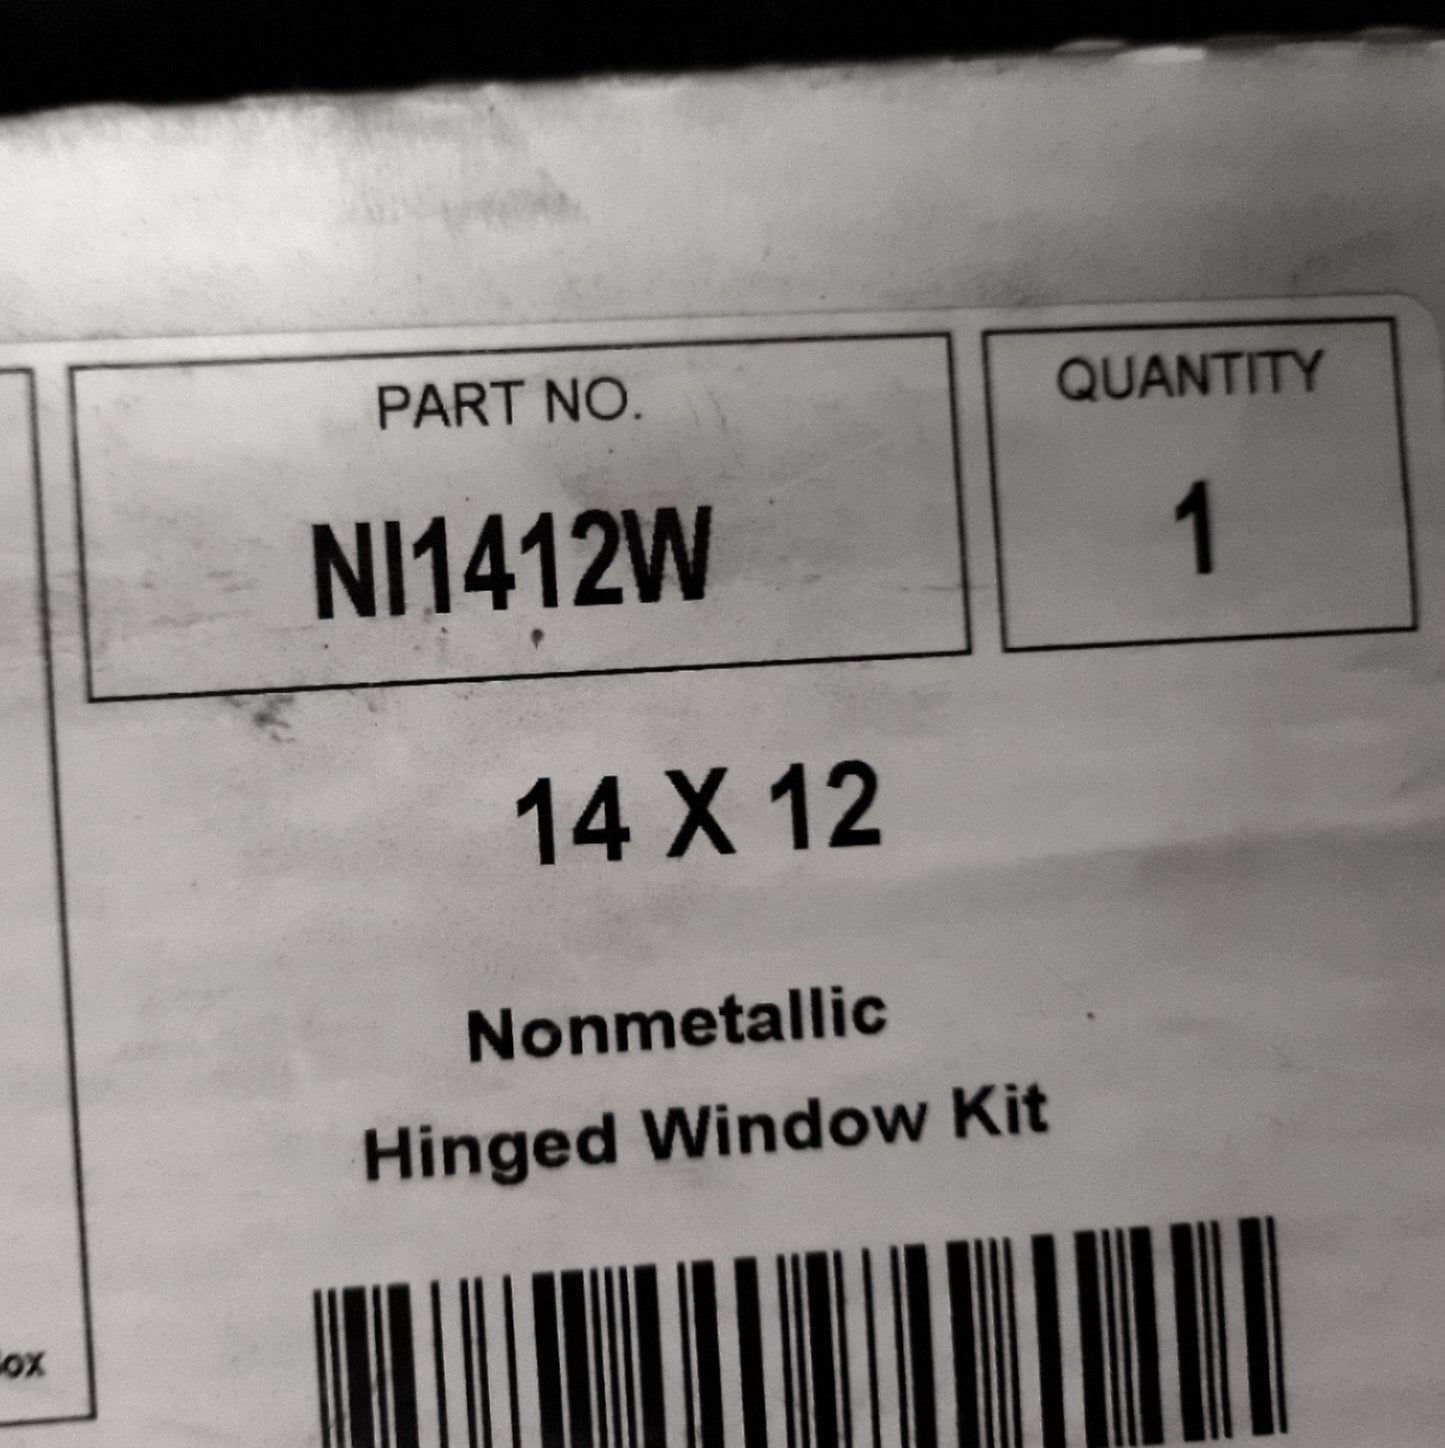 PART NO.
NI1412W
QUANTITY
1
14 X 12
Nonmetallic
Hinged Window Kit